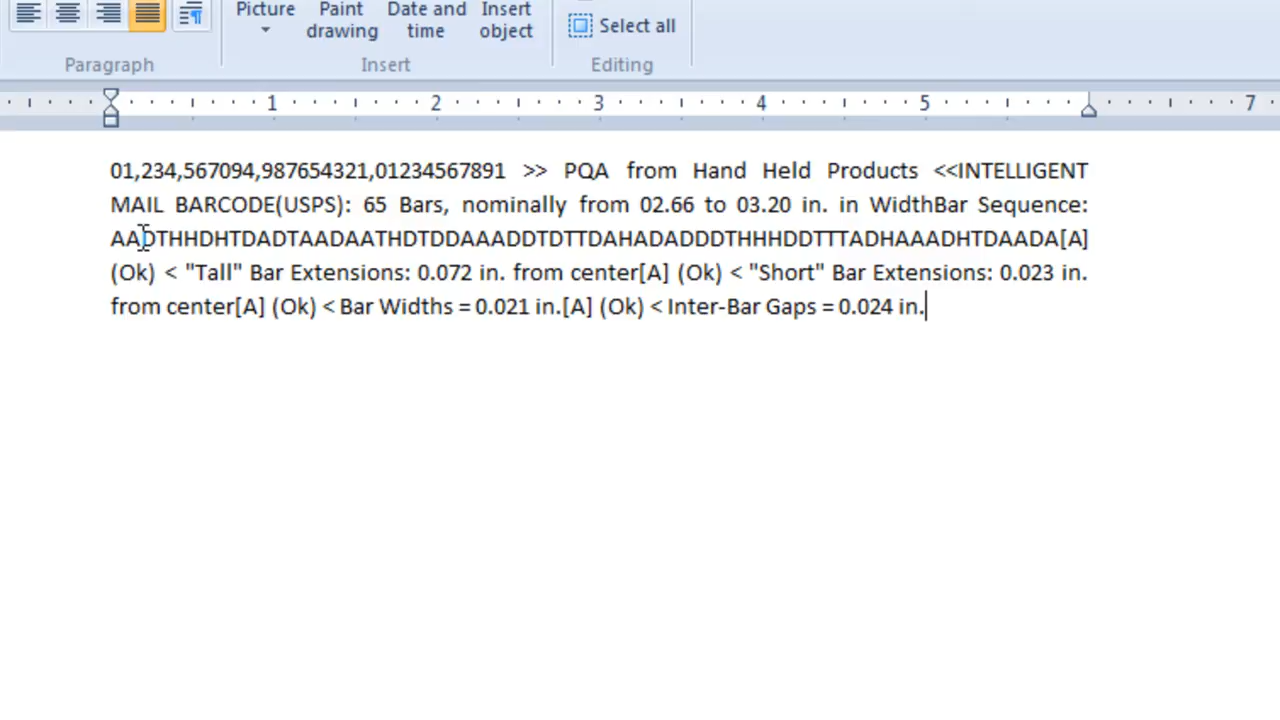 Picture
Paint drawing
Date and time
Insert object
Select all
Paragraph
Insert
Editing
1 2 3 4 5 7
01,234,567094,987654321,01234567891 >> PQA from Hand Held Products <<INTELLIGENT
MAIL BARCODE(USPS): 65 Bars, nominally from 02.66 to 03.20 in. in WidthBar Sequence:
AADTHHDHTDADTAADAATHDTDDAAADDTDTTDAHADADDDTHHHDDTTTADHAAADHTDAADA[A]
(Ok) < "Tall" Bar Extensions: 0.072 in. from center[A] (Ok) < "Short" Bar Extensions: 0.023 in.
from center[A] (Ok) < Bar Widths = 0.021 in.[A] (Ok) < Inter-Bar Gaps = 0.024 in.